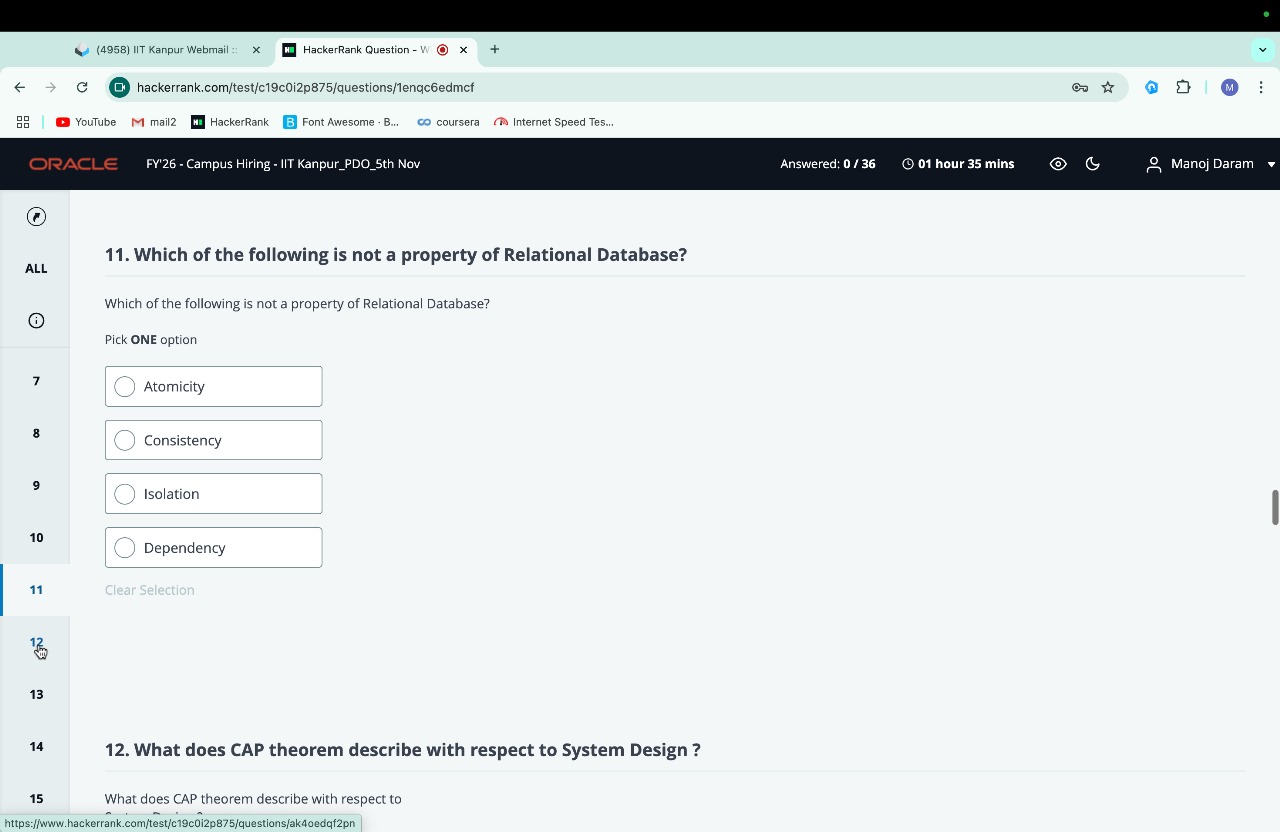 (4958) IIT Kanpur Webmail ::
HackerRank Question - W
hackerrank.com/test/c19c0i2p875/questions/1enqc6edmcf
M
YouTube
mail2
HackerRank
Font Awesome · B...
coursera
Internet Speed Tes...
ORACLE
FY'26 - Campus Hiring - IIT Kanpur_PDO_5th Nov
Answered: 0 / 36
01 hour 35 mins
Manoj Daram
ALL
7
8
9
10
11
12
13
14
15
11. Which of the following is not a property of Relational Database?
Which of the following is not a property of Relational Database?
Pick ONE option
Atomicity
Consistency
Isolation
Dependency
Clear Selection
12. What does CAP theorem describe with respect to System Design ?
What does CAP theorem describe with respect to
https://www.hackerrank.com/test/c19c0i2p875/questions/ak4oedqf2pn